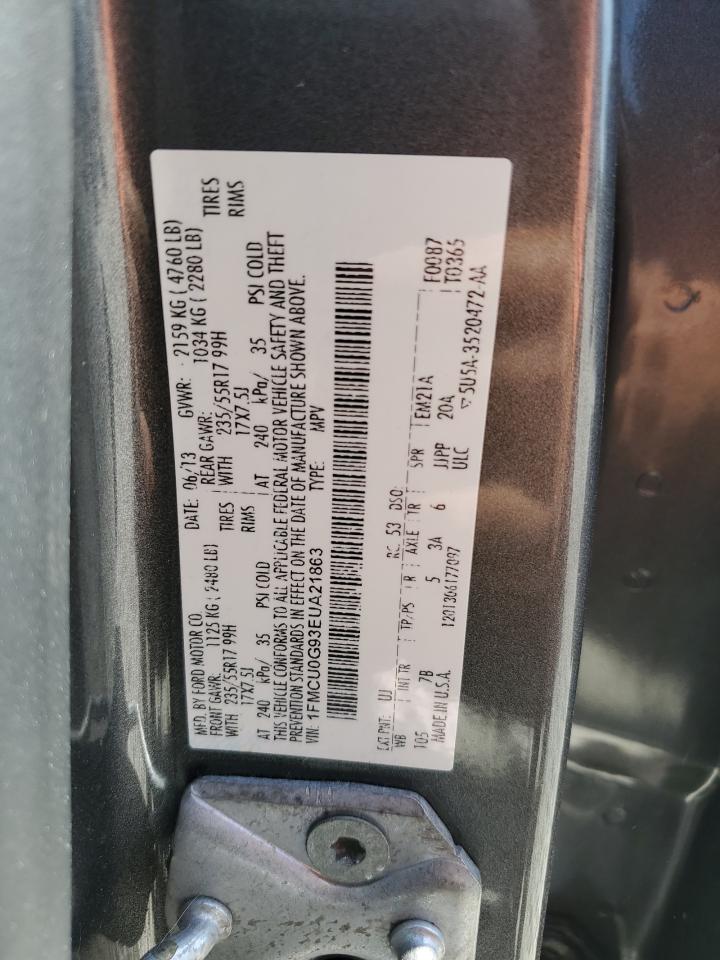 MFD. BY FORD MOTOR CO. DATE: 06/13 GVWR: 2159 KG ( 4760 LB)
FRONT GAWR: 1125 KG ( 2480 LB) REAR GAWR: 1034 KG ( 2280 LB)
WITH 235/55R17 99H TIRES WITH 235/55R17 99H TIRES
17X7.5J RIMS 17X7.5J RIMS
AT 240 kPa/ 35 PSI COLD AT 240 kPa/ 35 PSI COLD
THIS VEHICLE CONFORMS TO ALL APPLICABLE FEDERAL MOTOR VEHICLE SAFETY AND THEFT
PREVENTION STANDARDS IN EFFECT ON THE DATE OF MANUFACTURE SHOWN ABOVE.
VIN: 1FMCU0G93EUA21863 TYPE: MPV
EXT PNT: UJ RC: 53 DSO: F0087
WB INT TR TP/PS R AXLE TR SPR EM21A T0365
105 7B 5 3A 6 JJPP 20A
MADE IN U.S.A. 1201306177097 ULC ▽5U5A-3520472-AA